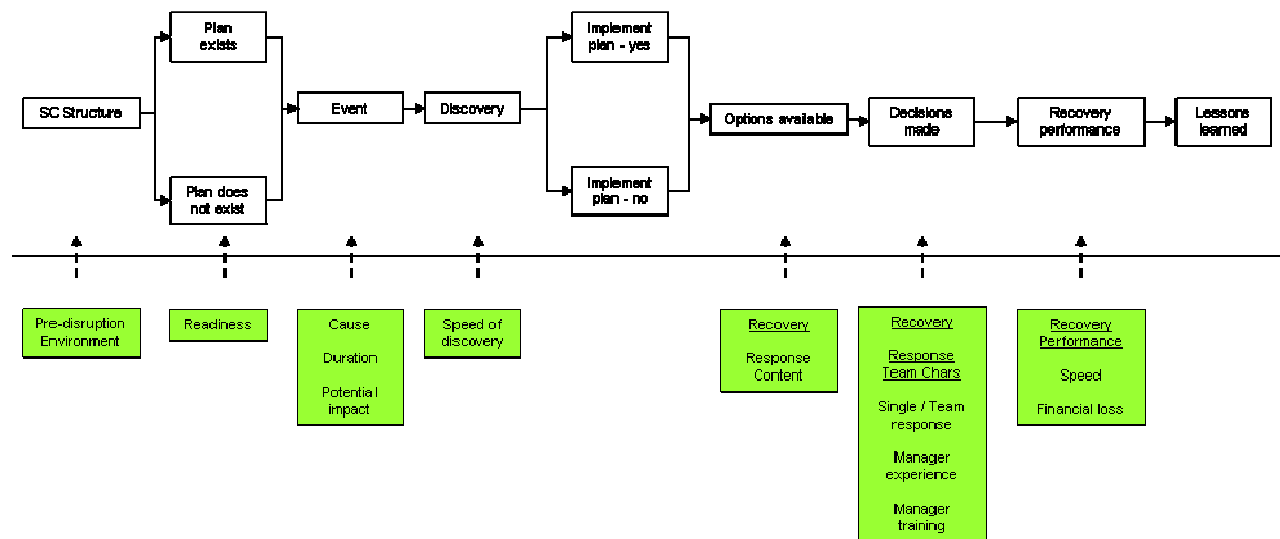 Plan
exists
Implement
plan - yes
SC Structure
Event
Discovery
Options available
Decisions
made
Recovery
performance
Lessons
learned
Plan does
not exist
Implement
plan - no
Pre-disruption
Environment
Readiness
Cause
Duration
Potential
impact
Speed of
discovery
Recovery
Response
Content
Recovery
Response
Team Chars
Single / Team
response
Manager
experience
Manager
training
Recovery
Performance
Speed
Financial loss